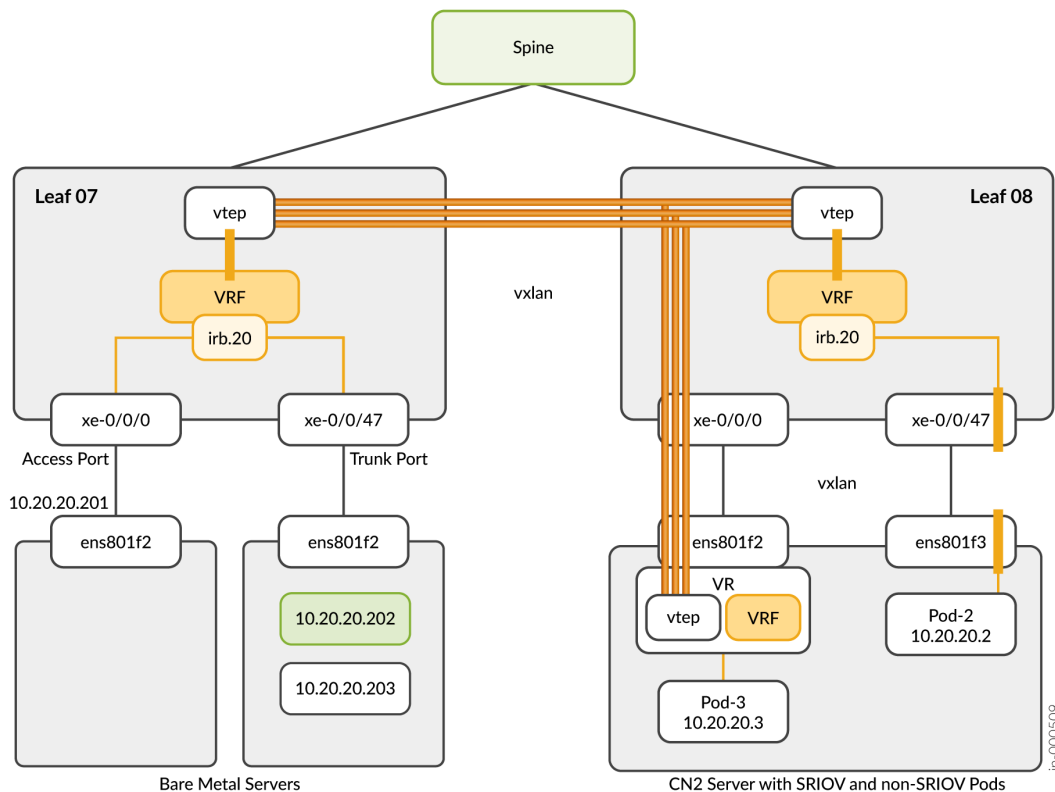 Spine
Leaf 07
vtep
VRF
irb.20
xe-0/0/0
xe-0/0/47
Access Port
Trunk Port
10.20.20.201
ens801f2
ens801f2
10.20.20.202
10.20.20.203
Bare Metal Servers
vxlan
Leaf 08
vtep
VRF
irb.20
xe-0/0/0
xe-0/0/47
vxlan
ens801f2
ens801f3
VR
vtep
VRF
Pod-2
10.20.20.2
Pod-3
10.20.20.3
CN2 Server with SRIOV and non-SRIOV Pods
jn-000509